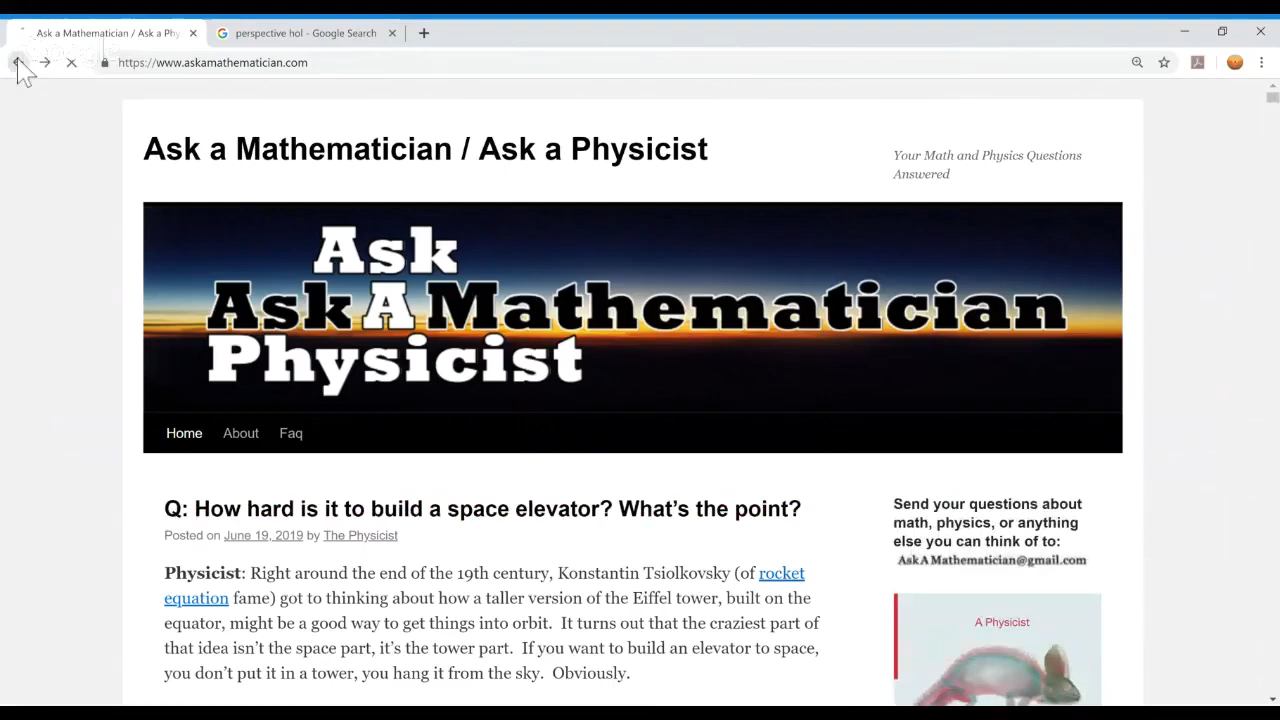 Ask a Mathematician / Ask a Phy
perspective hol - Google Search
https://www.askamathematician.com
Ask a Mathematician / Ask a Physicist
Your Math and Physics Questions
Answered
Ask
Ask A Mathematician
Physicist
Home About Faq
Q: How hard is it to build a space elevator? What's the point?
Posted on June 19, 2019 by The Physicist
Physicist: Right around the end of the 19th century, Konstantin Tsiolkovsky (of rocket
equation fame) got to thinking about how a taller version of the Eiffel tower, built on the
equator, might be a good way to get things into orbit. It turns out that the craziest part of
that idea isn't the space part, it's the tower part. If you want to build an elevator to space,
you don't put it in a tower, you hang it from the sky. Obviously.
Send your questions about
math, physics, or anything
else you can think of to:
AskAMathematician@gmail.com
A Physicist